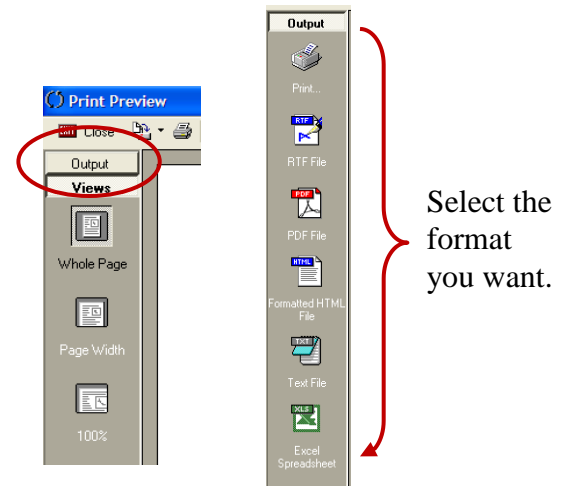 Print Preview
Close
Output
Views
Whole Page
Page Width
100%
Output
Print...
RTF
RTF File
PDF
PDF File
HTML
Formatted HTML
File
TXT
Text File
XLS
Excel
Spreadsheet
Select the
format
you want.